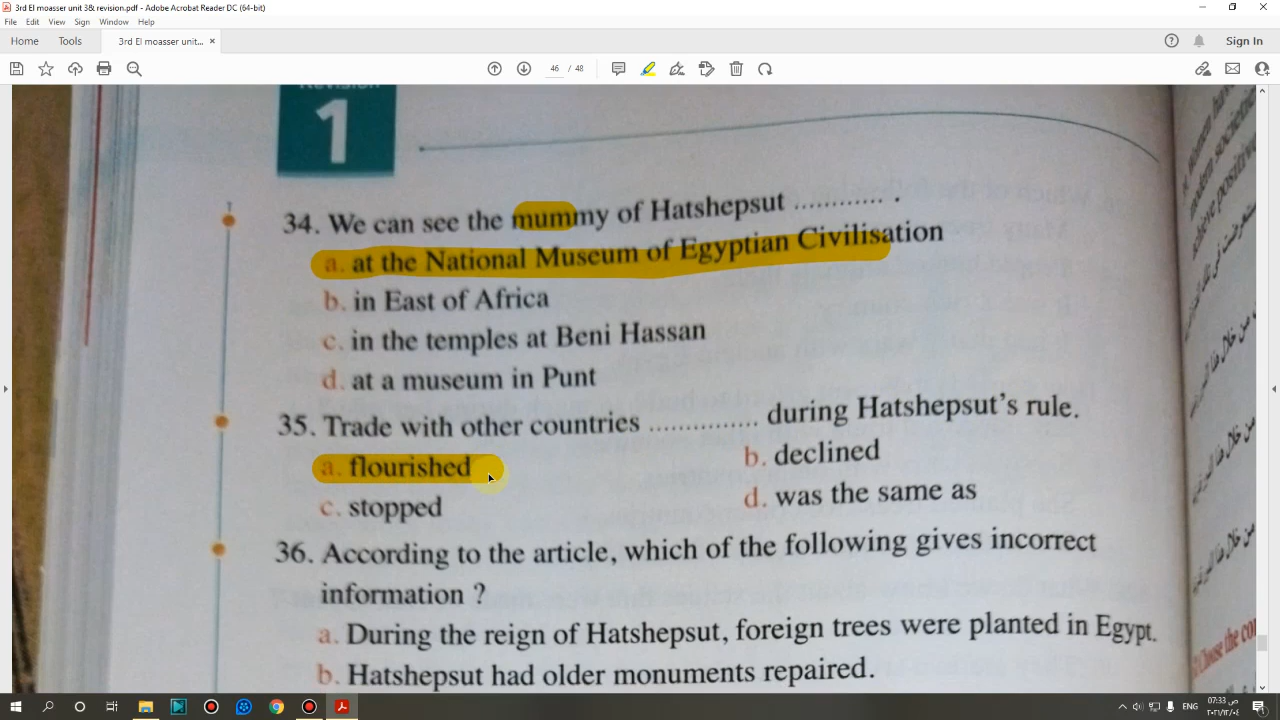 3rd El moasser unit 3& revision.pdf - Adobe Acrobat Reader DC (64-bit)
File Edit View Sign Window Help
Home Tools 3rd El moasser unit... × Sign In
46 / 48
1
34. We can see the mummy of Hatshepsut ............ .
a. at the National Museum of Egyptian Civilisation
b. in East of Africa
c. in the temples at Beni Hassan
d. at a museum in Punt
35. Trade with other countries .............. during Hatshepsut's rule.
a. flourished b. declined
c. stopped d. was the same as
36. According to the article, which of the following gives incorrect
information ?
a. During the reign of Hatshepsut, foreign trees were planted in Egypt.
b. Hatshepsut had older monuments repaired.
ENG 07:33 ص